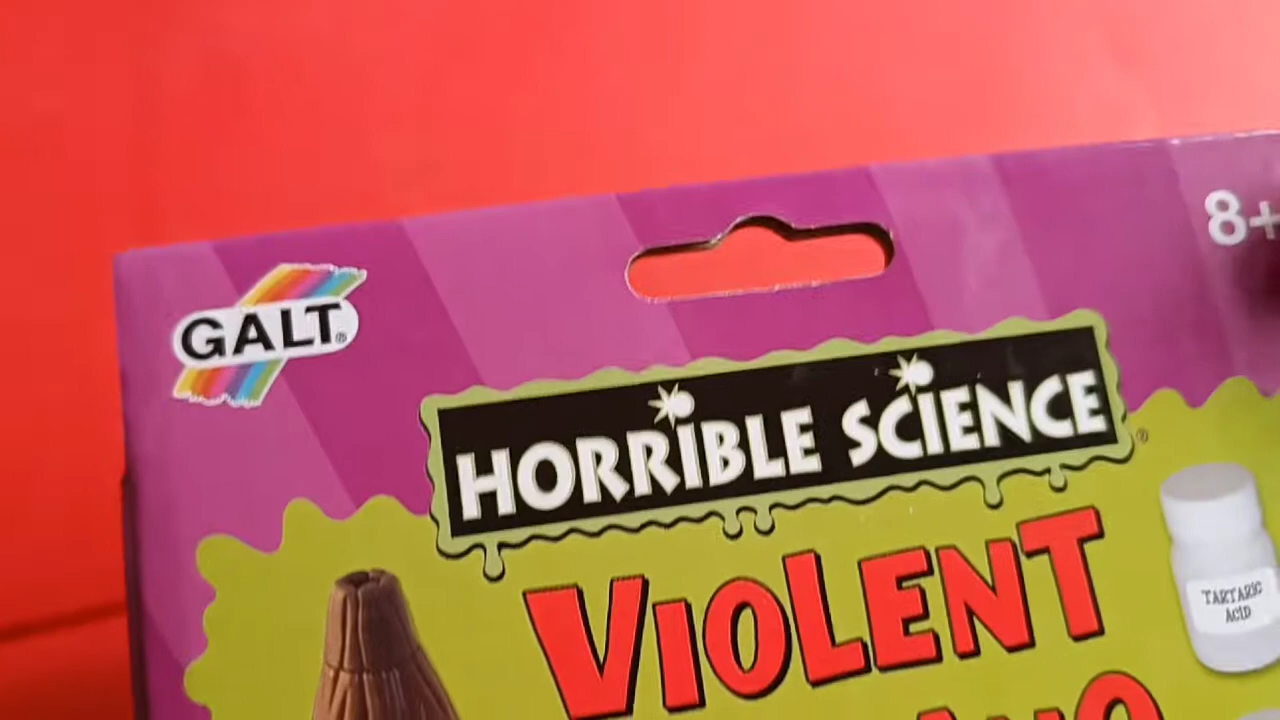 8+
GALT
HORRIBLE SCIENCE
VIOLENT
TARTARIC
ACID